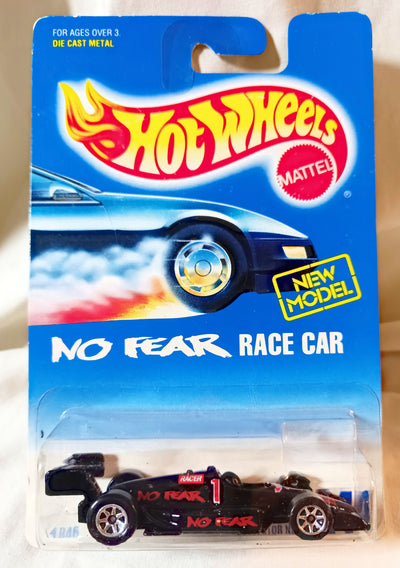 FOR AGES OVER 3.
DIE CAST METAL
HOT WHEELS
MATTEL
®
NEW
MODEL
NO FEAR RACE CAR
RACER
NO FEAR 1
NO FEAR